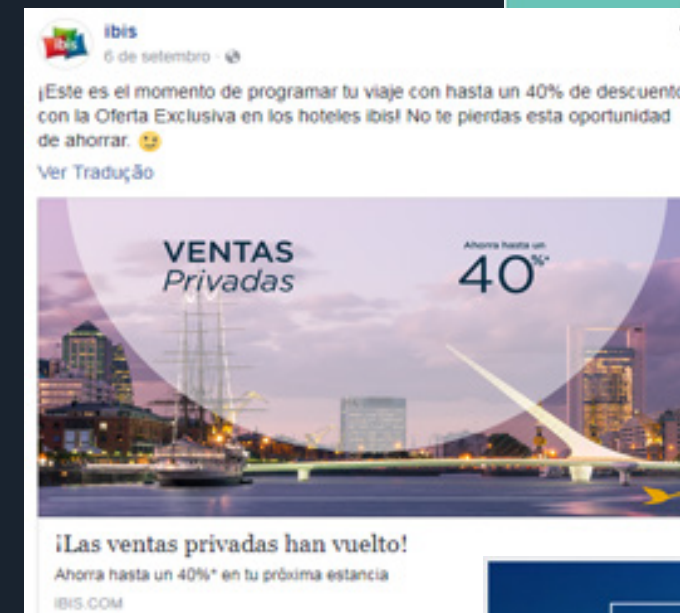 ibis
ibis
6 de setembro ·
¡Este es el momento de programar tu viaje con hasta un 40% de descuento
con la Oferta Exclusiva en los hoteles ibis! No te pierdas esta oportunidad
de ahorrar.
Ver Tradução
VENTAS
Privadas
Ahorra hasta un
40%*
¡Las ventas privadas han vuelto!
Ahorra hasta un 40%* en tu próxima estancia
IBIS.COM